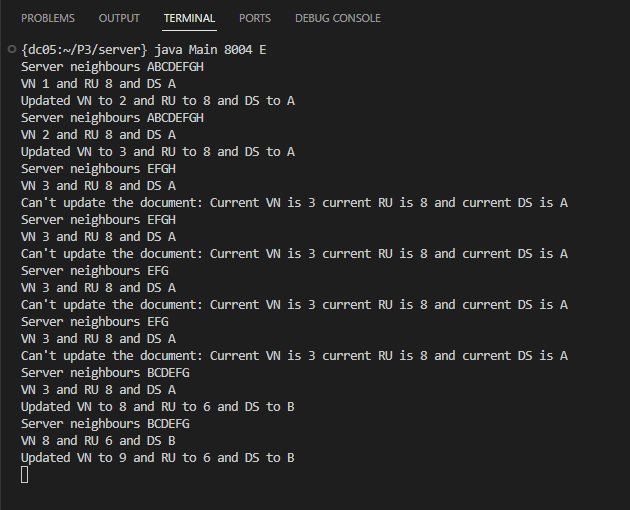 PROBLEMS OUTPUT TERMINAL PORTS DEBUG CONSOLE
{dc05:~/P3/server} java Main 8004 E
Server neighbours ABCDEFGH
VN 1 and RU 8 and DS A
Updated VN to 2 and RU to 8 and DS to A
Server neighbours ABCDEFGH
VN 2 and RU 8 and DS A
Updated VN to 3 and RU to 8 and DS to A
Server neighbours EFGH
VN 3 and RU 8 and DS A
Can't update the document: Current VN is 3 current RU is 8 and current DS is A
Server neighbours EFGH
VN 3 and RU 8 and DS A
Can't update the document: Current VN is 3 current RU is 8 and current DS is A
Server neighbours EFG
VN 3 and RU 8 and DS A
Can't update the document: Current VN is 3 current RU is 8 and current DS is A
Server neighbours EFG
VN 3 and RU 8 and DS A
Can't update the document: Current VN is 3 current RU is 8 and current DS is A
Server neighbours BCDEFG
VN 3 and RU 8 and DS A
Updated VN to 8 and RU to 6 and DS to B
Server neighbours BCDEFG
VN 8 and RU 6 and DS B
Updated VN to 9 and RU to 6 and DS to B